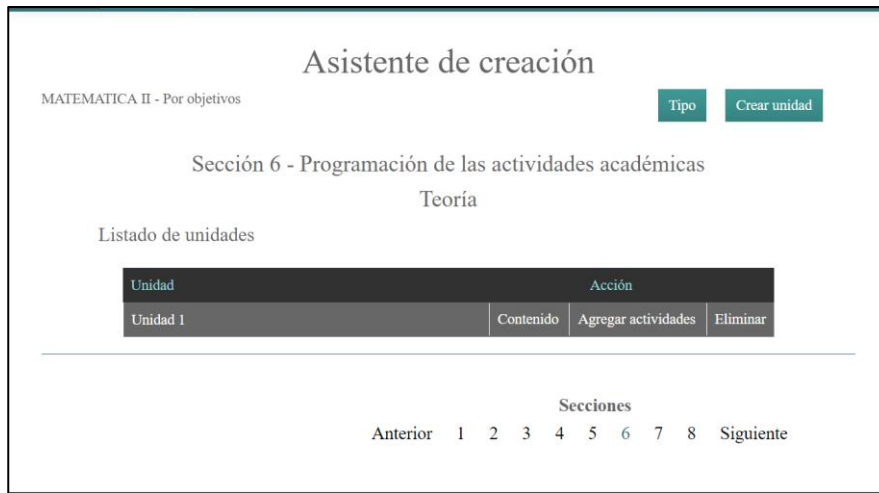 Asistente de creación
MATEMATICA II - Por objetivos
Tipo Crear unidad
Sección 6 - Programación de las actividades académicas
Teoría
Listado de unidades
Unidad Acción
Unidad 1 Contenido Agregar actividades Eliminar
Secciones
Anterior 1 2 3 4 5 6 7 8 Siguiente